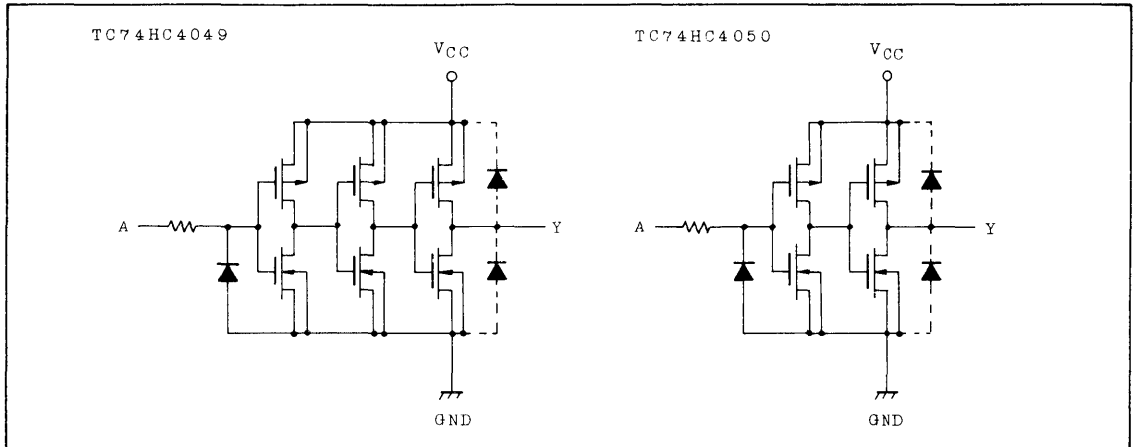 TC74HC4049
VCC
A
Y
GND
TC74HC4050
VCC
A
Y
GND